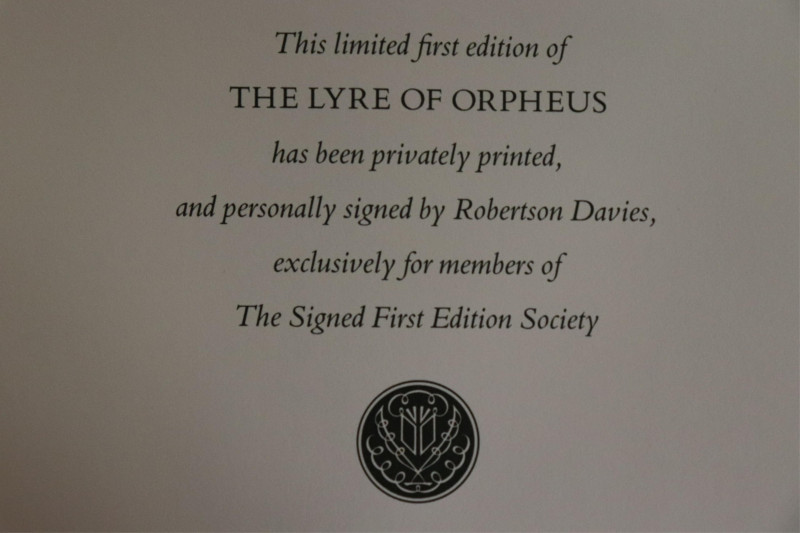 This limited first edition of
THE LYRE OF ORPHEUS
has been privately printed,
and personally signed by Robertson Davies,
exclusively for members of
The Signed First Edition Society